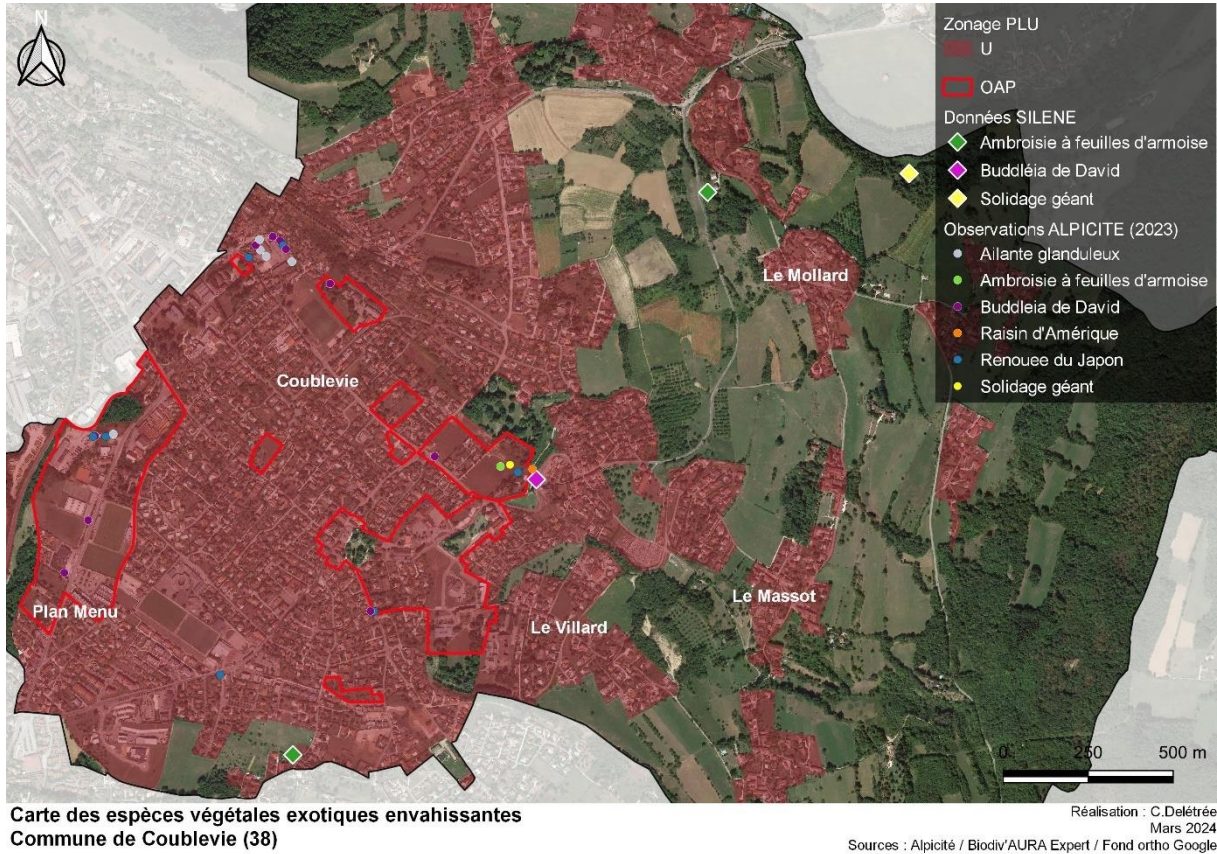 N
Zonage PLU
U
OAP
Données SILENE
Ambroisie à feuilles d'armoise
Buddléia de David
Solidage géant
Observations ALPICITE (2023)
Ailante glanduleux
Ambroisie à feuilles d'armoise
Buddleia de David
Raisin d'Amérique
Renouee du Japon
Solidage géant
Le Mollard
Coublevie
Le Massot
Plan Menu
Le Villard
0 250 500 m
Carte des espèces végétales exotiques envahissantes
Commune de Coublevie (38)
Réalisation : C.Delétrée
Mars 2024
Sources : Alpicité / Biodiv'AURA Expert / Fond ortho Google